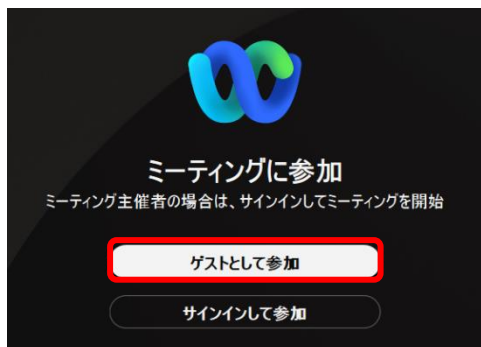 ミーティングに参加
ミーティング主催者の場合は、サインインしてミーティングを開始
ゲストとして参加
サインインして参加